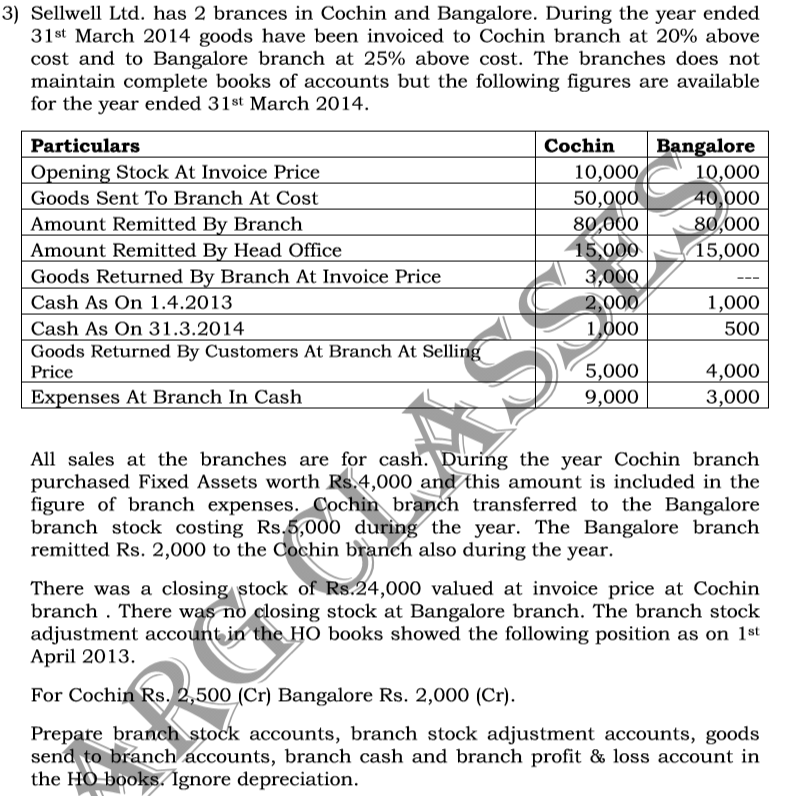 3) Sellwell Ltd. has 2 brances in Cochin and Bangalore. During the year ended
31st March 2014 goods have been invoiced to Cochin branch at 20% above
cost and to Bangalore branch at 25% above cost. The branches does not
maintain complete books of accounts but the following figures are available
for the year ended 31st March 2014.
Particulars Cochin Bangalore
Opening Stock At Invoice Price 10,000 10,000
Goods Sent To Branch At Cost 50,000 40,000
Amount Remitted By Branch 80,000 80,000
Amount Remitted By Head Office 15,000 15,000
Goods Returned By Branch At Invoice Price 3,000 ---
Cash As On 1.4.2013 2,000 1,000
Cash As On 31.3.2014 1,000 500
Goods Returned By Customers At Branch At Selling
Price 5,000 4,000
Expenses At Branch In Cash 9,000 3,000
All sales at the branches are for cash. During the year Cochin branch
purchased Fixed Assets worth Rs.4,000 and this amount is included in the
figure of branch expenses. Cochin branch transferred to the Bangalore
branch stock costing Rs.5,000 during the year. The Bangalore branch
remitted Rs. 2,000 to the Cochin branch also during the year.
There was a closing stock of Rs.24,000 valued at invoice price at Cochin
branch . There was no closing stock at Bangalore branch. The branch stock
adjustment account in the HO books showed the following position as on 1st
April 2013.
For Cochin Rs. 2,500 (Cr) Bangalore Rs. 2,000 (Cr).
Prepare branch stock accounts, branch stock adjustment accounts, goods
send to branch accounts, branch cash and branch profit & loss account in
the HO books. Ignore depreciation.
ARG CLASSES